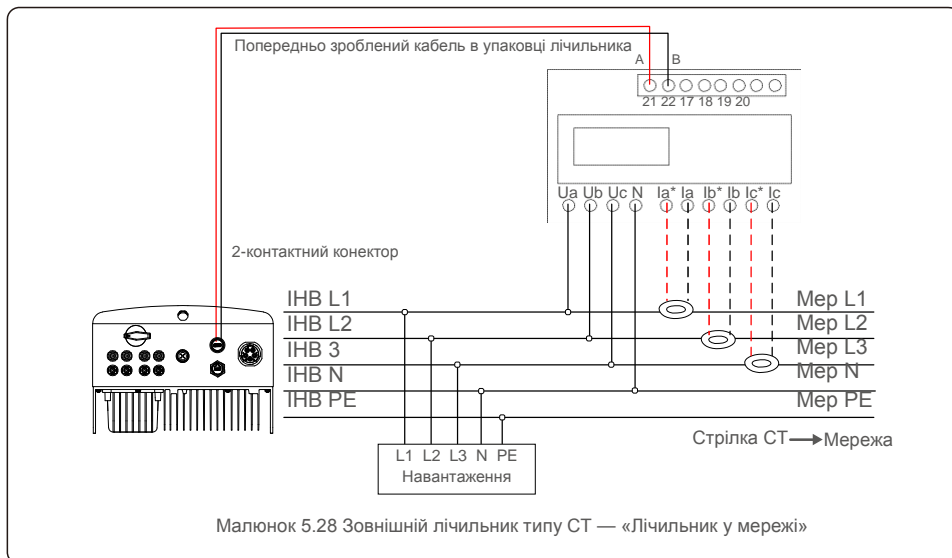 Попередньо зроблений кабель в упаковці лічильника
A B
21 22 17 18 19 20
Ua Ub Uc N Ia* Ia Ib* Ib Ic* Ic
2-контактний конектор
ІНВ L1 Мер L1
ІНВ L2 Мер L2
ІНВ 3 Мер L3
ІНВ N Мер N
ІНВ PE Мер PE
Стрілка СТ Мережа
L1 L2 L3 N PE
Навантаження
Малюнок 5.28 Зовнішній лічильник типу СТ — «Лічильник у мережі»